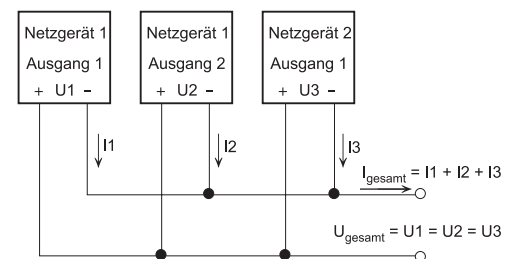 Netzgerät 1
Ausgang 1
+ U1 −
Netzgerät 1
Ausgang 2
+ U2 −
Netzgerät 2
Ausgang 1
+ U3 −
I1
I2
I3
Igesamt = I1 + I2 + I3
Ugesamt = U1 = U2 = U3